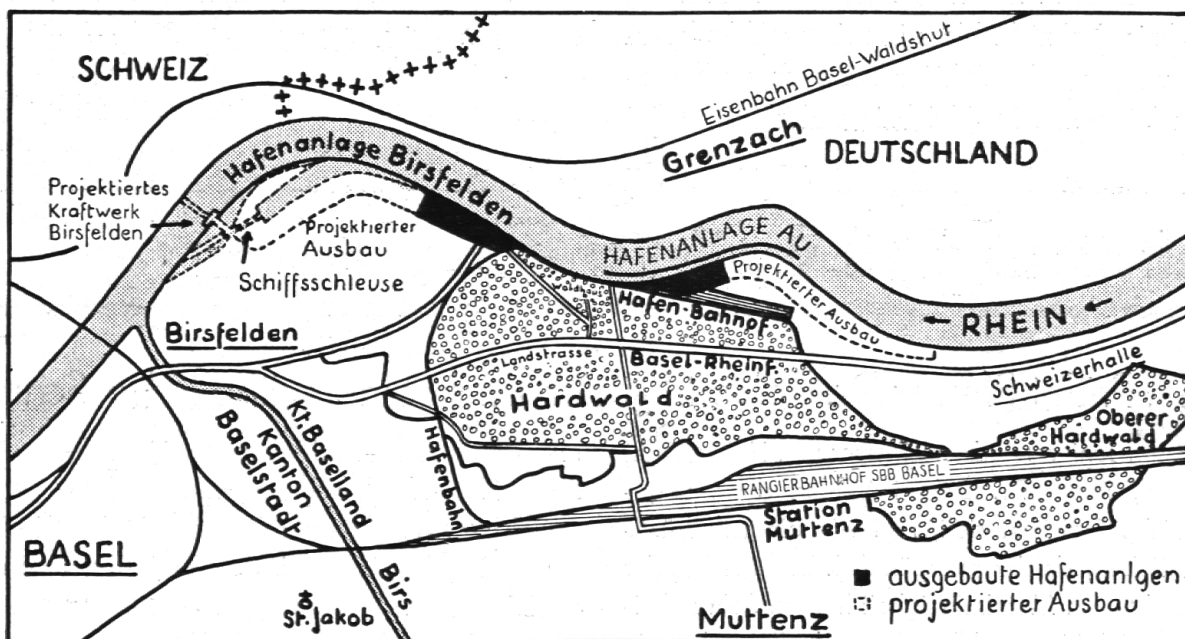 SCHWEIZ
Eisenbahn Basel-Waldshut
Grenzach
DEUTSCHLAND
Hafenanlage Birsfelden
Projektiertes
Kraftwerk
Birsfelden
Projektierter
Ausbau
Schiffsschleuse
HAFENANLAGE AU
Projektierter Ausbau
Hafen-Bahnhof
RHEIN
Birsfelden
Landstrasse
Basel-Rheinf.
Schweizerhalle
Hardwald
Oberer
Hardwald
Kt. Baselland
Kanton
Baselstadt
Hafenbahn
RANGIERBAHNHOF SBB BASEL
Station
Muttenz
BASEL
Birs
St. Jakob
Muttenz
ausgebaute Hafenanlgen
projektierter Ausbau